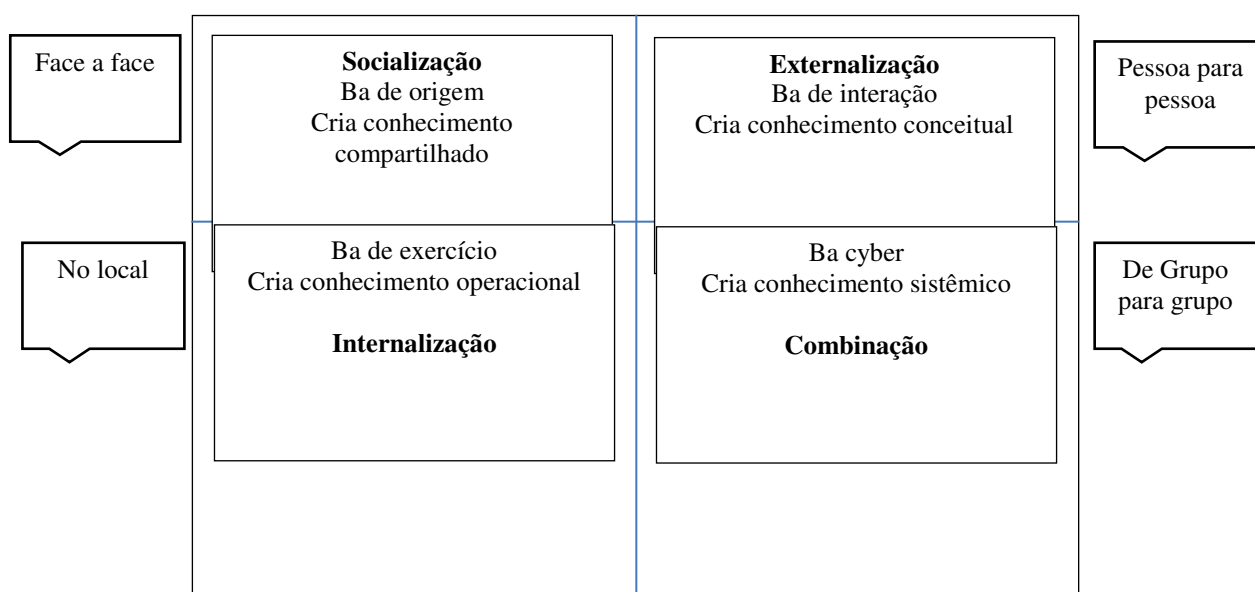 Face a face
Socialização
Ba de origem
Cria conhecimento
compartilhado
Externalização
Ba de interação
Cria conhecimento conceitual
Pessoa para
pessoa
No local
Ba de exercício
Cria conhecimento operacional
Internalização
Ba cyber
Cria conhecimento sistêmico
Combinação
De Grupo
para grupo